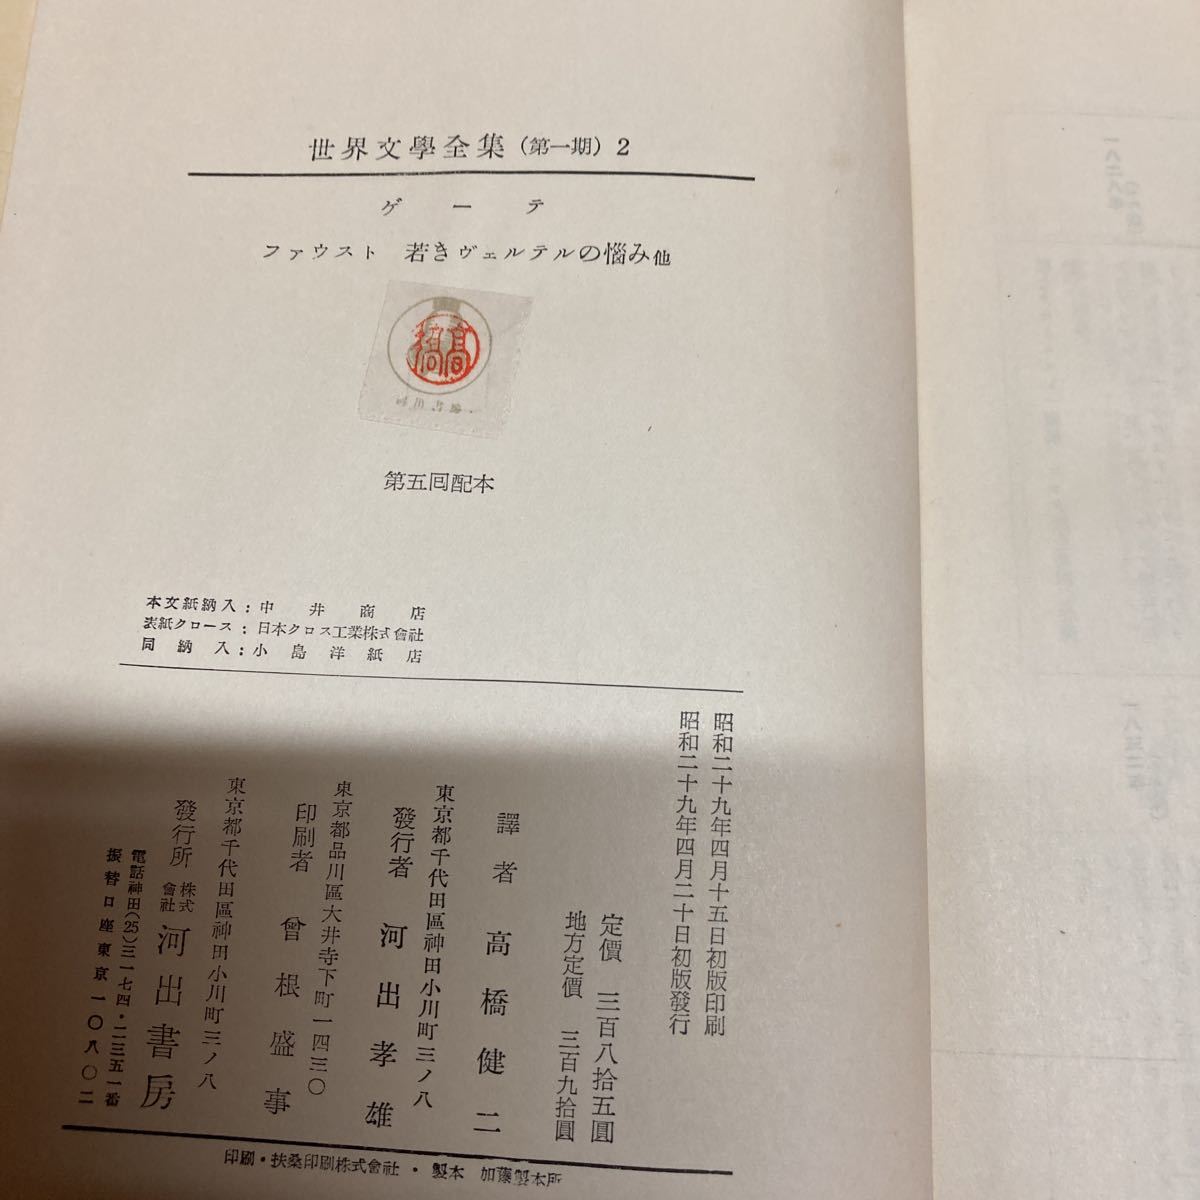 世界文學全集（第一期）2
ゲーテ
ファウスト 若きヴェルテルの悩み他
高橋
第五囘配本
本文紙納入：中井商店
表紙クロース：日本クロス工業株式會社
同納入：小島洋紙店
昭和二十九年四月十五日初版印刷
昭和二十九年四月二十日初版發行
定價 三百八拾五圓
地方定價 三百九拾圓
譯者 高橋健二
東京都千代田區神田小川町三ノ八
發行者 河出孝雄
東京都品川區大井寺下町一四三〇
印刷者 曾根盛事
東京都千代田區神田小川町三ノ八
發行所 株式會社 河出書房
電話神田(25)三一七四・二三五一番
振替口座東京一〇八〇二
印刷・扶桑印刷株式會社・製本 加藤製本所